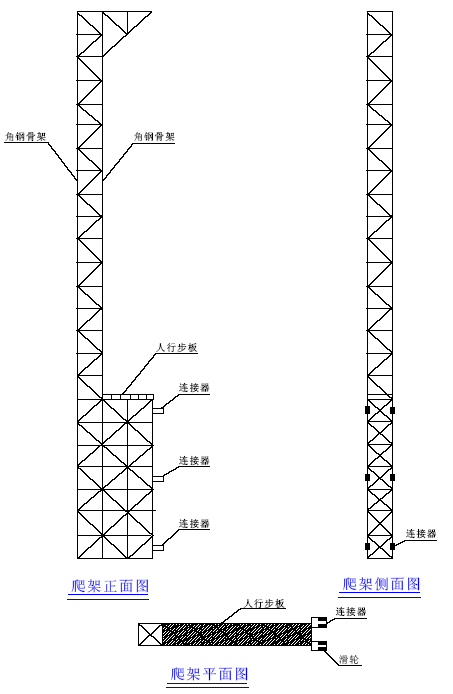 角钢骨架
角钢骨架
人行步板
连接器
连接器
连接器
连接器
爬架正面图
爬架侧面图
人行步板
连接器
滑轮
爬架平面图